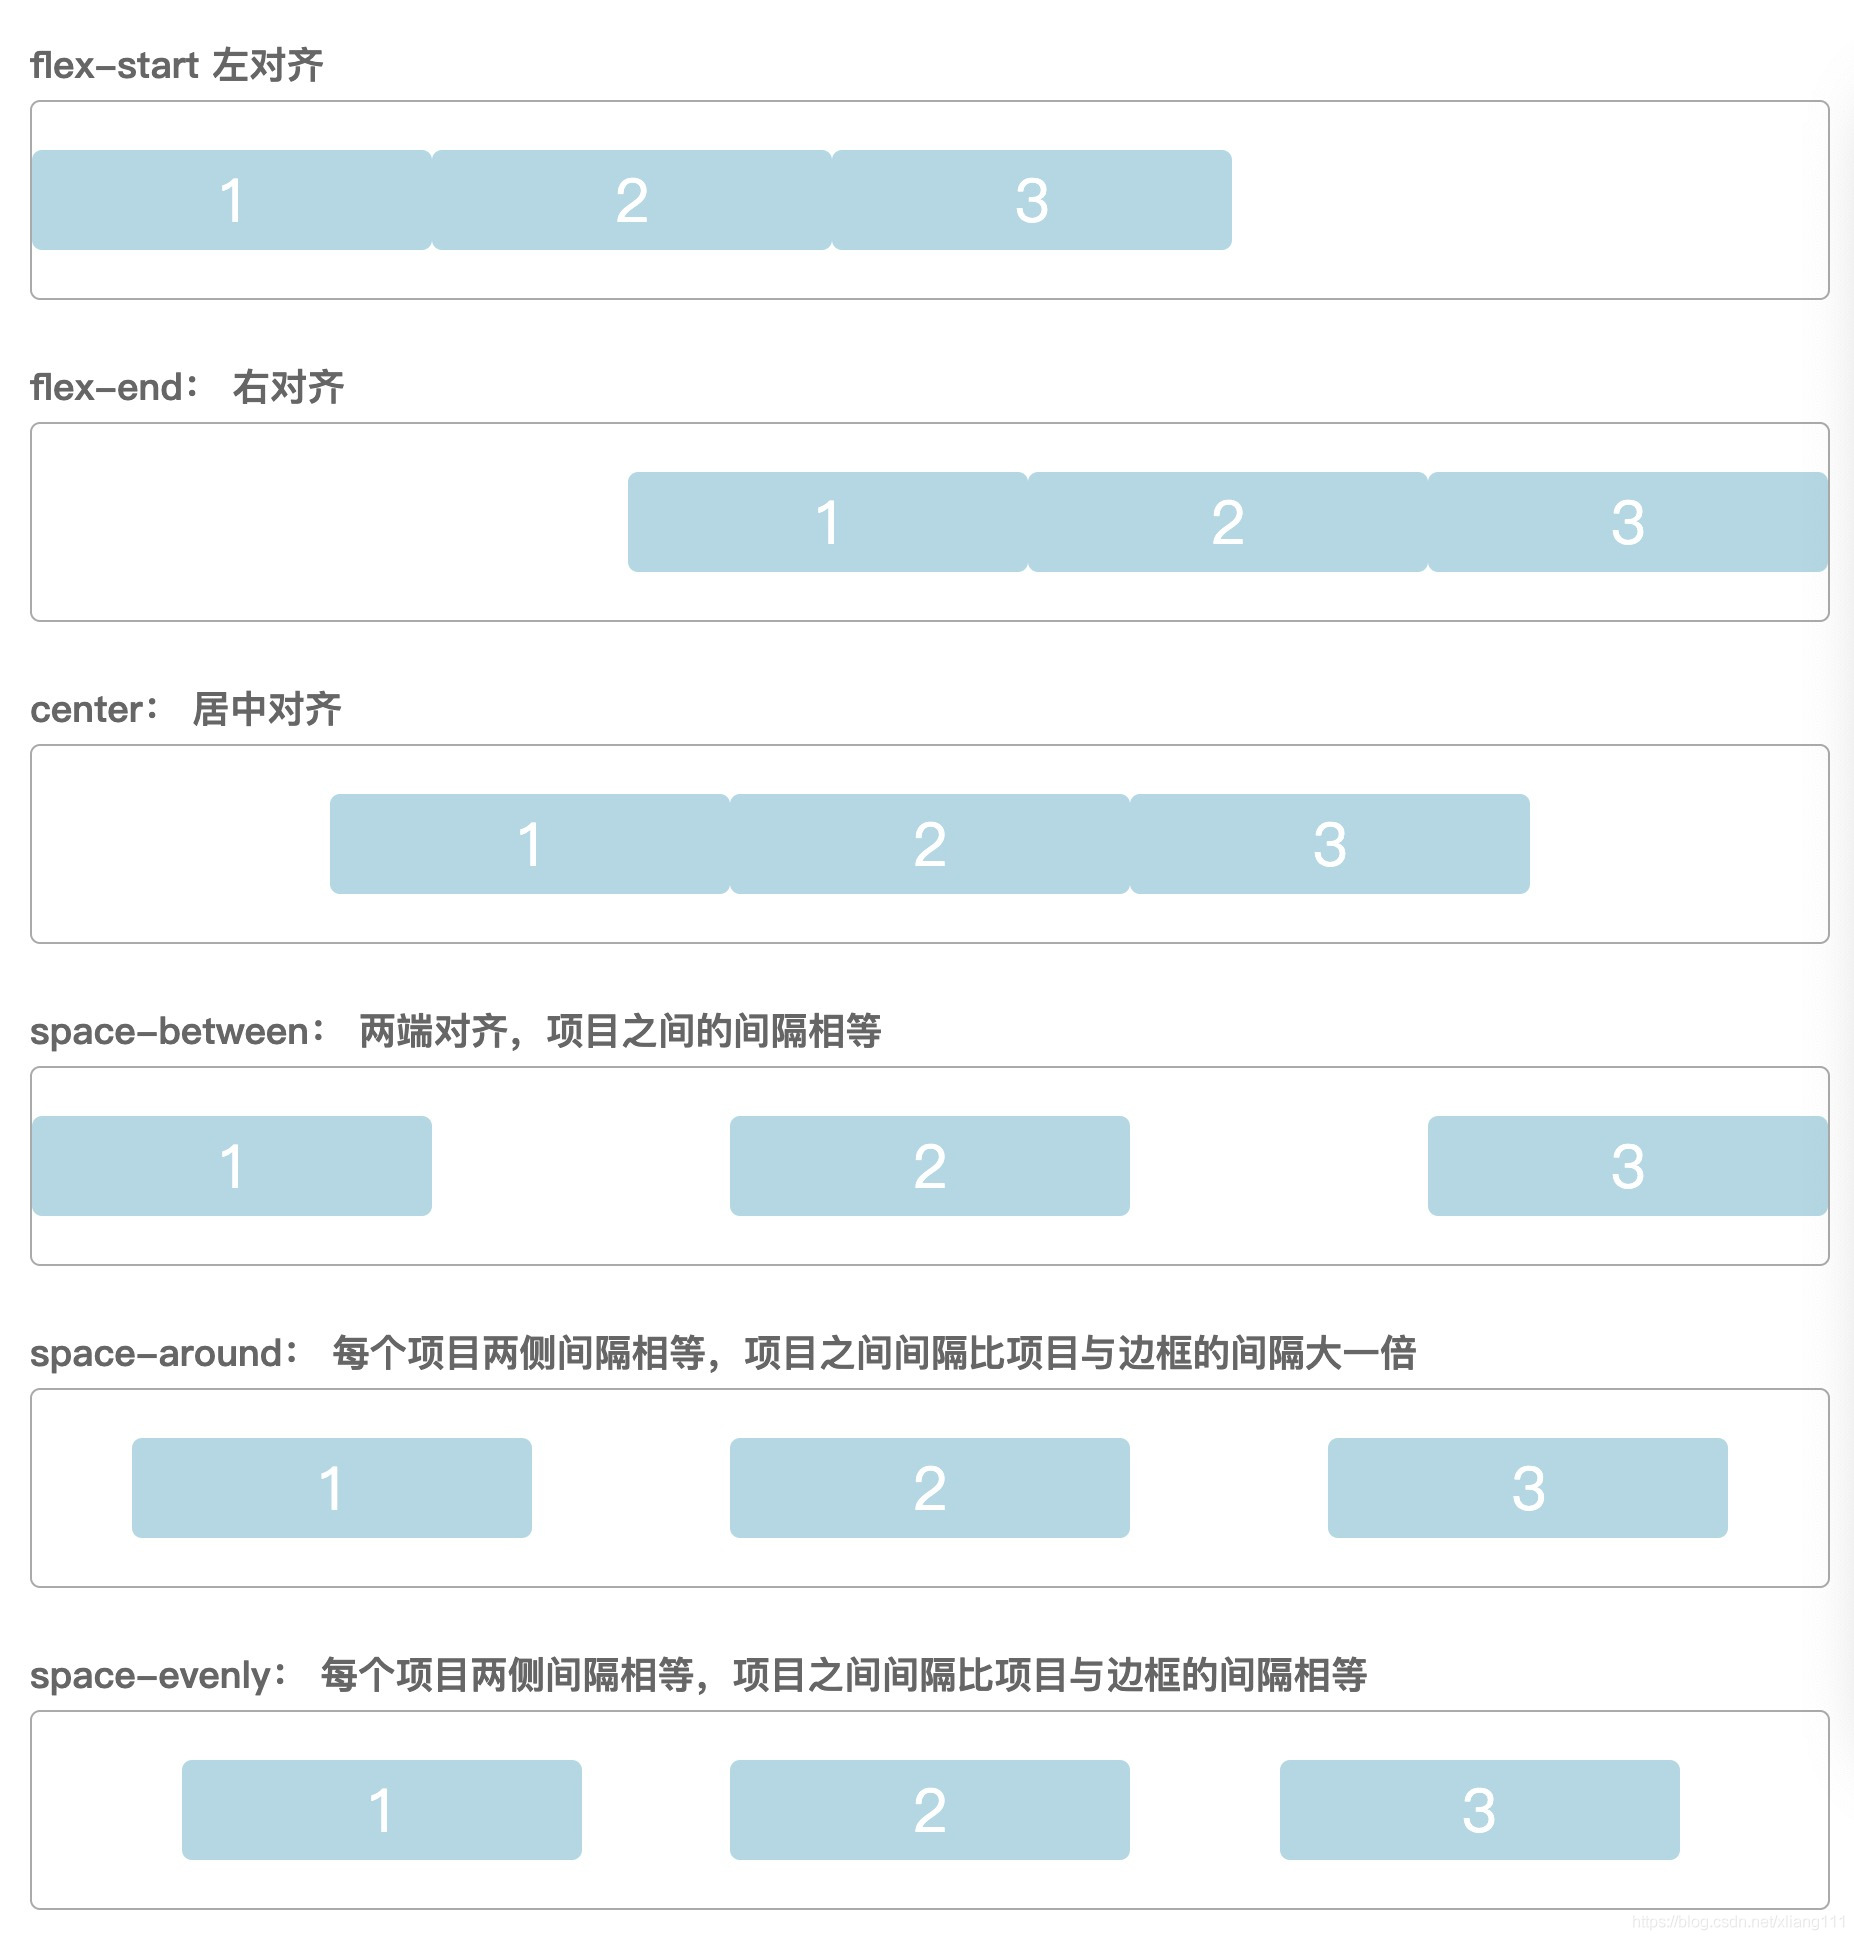 flex-start 左对齐
1 2 3
flex-end： 右对齐
1 2 3
center： 居中对齐
1 2 3
space-between： 两端对齐，项目之间的间隔相等
1 2 3
space-around： 每个项目两侧间隔相等，项目之间间隔比项目与边框的间隔大一倍
1 2 3
space-evenly： 每个项目两侧间隔相等，项目之间间隔比项目与边框的间隔相等
1 2 3
https://blog.csdn.net/xliang111